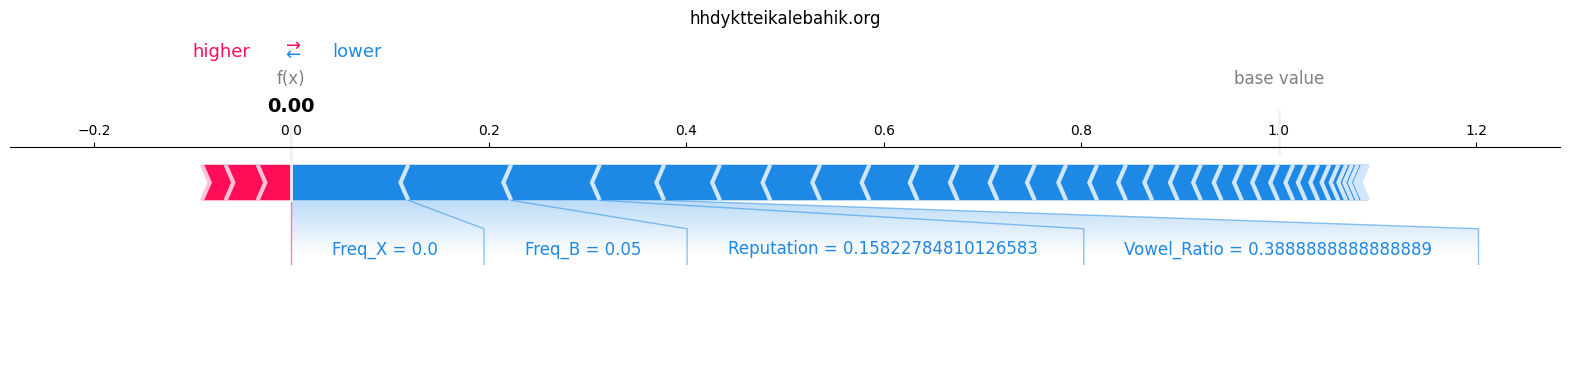 hhdyktteikalebahik.org
higher ⇄ lower
f(x) base value
0.00
−0.2 0.0 0.2 0.4 0.6 0.8 1.0 1.2
Freq_X = 0.0 Freq_B = 0.05 Reputation = 0.15822784810126583 Vowel_Ratio = 0.3888888888888889